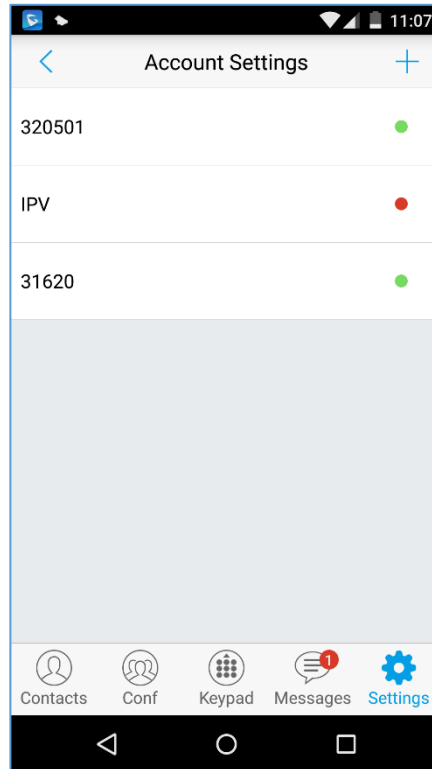 11:07
Account Settings
320501
IPV
31620
1
Contacts Conf Keypad Messages Settings